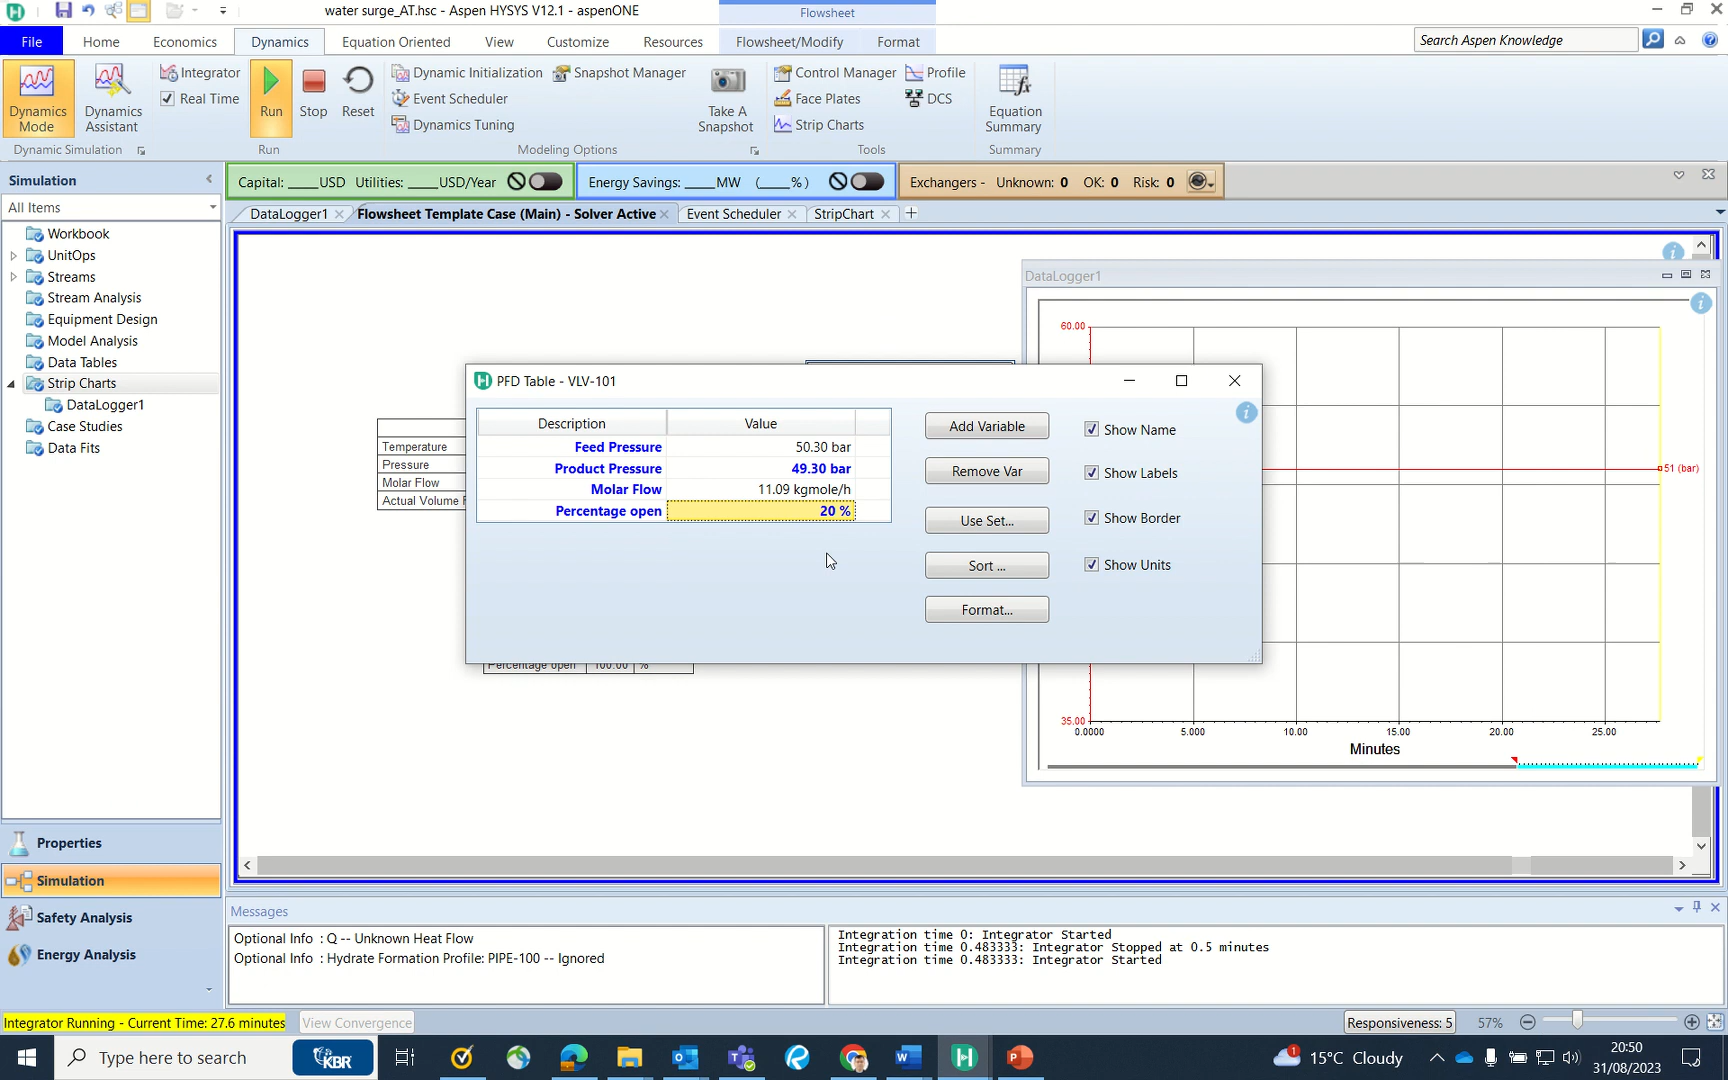 water surge_AT.hsc - Aspen HYSYS V12.1 - aspenONE
Flowsheet
File Home Economics Dynamics Equation Oriented View Customize Resources Flowsheet/Modify Format
Search Aspen Knowledge
Dynamics Mode
Dynamics Assistant
Integrator
Real Time
Dynamic Simulation
Run
Stop
Reset
Run
Dynamic Initialization
Snapshot Manager
Event Scheduler
Dynamics Tuning
Take A Snapshot
Modeling Options
Control Manager
Profile
Face Plates
DCS
Strip Charts
Tools
Equation Summary
Summary
Simulation
All Items
Workbook
UnitOps
Streams
Stream Analysis
Equipment Design
Model Analysis
Data Tables
Strip Charts
DataLogger1
Case Studies
Data Fits
Properties
Simulation
Safety Analysis
Energy Analysis
Capital: ____USD Utilities: ____USD/Year
Energy Savings: ____MW (____%)
Exchangers - Unknown: 0 OK: 0 Risk: 0
DataLogger1 Flowsheet Template Case (Main) - Solver Active Event Scheduler StripChart
Temperature
Pressure
Molar Flow
Actual Volume F
Percentage open 100.00 %
DataLogger1
60.00
51 (bar)
35.00
0.0000 5.000 10.00 15.00 20.00 25.00
Minutes
PFD Table - VLV-101
Description Value
Feed Pressure 50.30 bar
Product Pressure 49.30 bar
Molar Flow 11.09 kgmole/h
Percentage open 20 %
Add Variable
Remove Var
Use Set...
Sort ...
Format...
Show Name
Show Labels
Show Border
Show Units
Messages
Optional Info : Q -- Unknown Heat Flow
Optional Info : Hydrate Formation Profile: PIPE-100 -- Ignored
Integration time 0: Integrator Started
Integration time 0.483333: Integrator Stopped at 0.5 minutes
Integration time 0.483333: Integrator Started
Integrator Running - Current Time: 27.6 minutes
View Convergence
Responsiveness: 5
57%
Type here to search
KBR
1
15°C Cloudy
20:50
31/08/2023